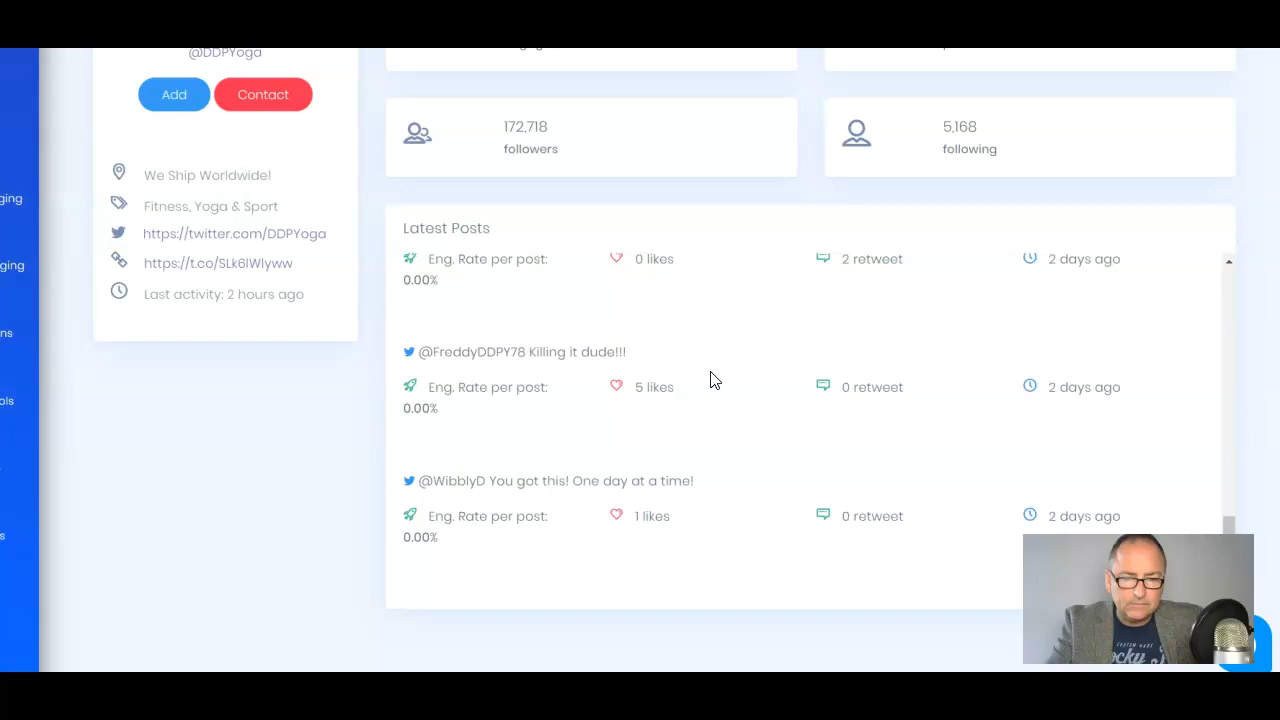 @DDPYoga
Add
Contact
We Ship Worldwide!
Fitness, Yoga & Sport
https://twitter.com/DDPYoga
https://t.co/SLk6lWlyww
Last activity: 2 hours ago
ging
ging
ns
ols
s
172,718
followers
5,168
following
Latest Posts
Eng. Rate per post:
0.00%
0 likes
2 retweet
2 days ago
@FreddyDDPY78 Killing it dude!!!
Eng. Rate per post:
0.00%
5 likes
0 retweet
2 days ago
@WibblyD You got this! One day at a time!
Eng. Rate per post:
0.00%
1 likes
0 retweet
2 days ago